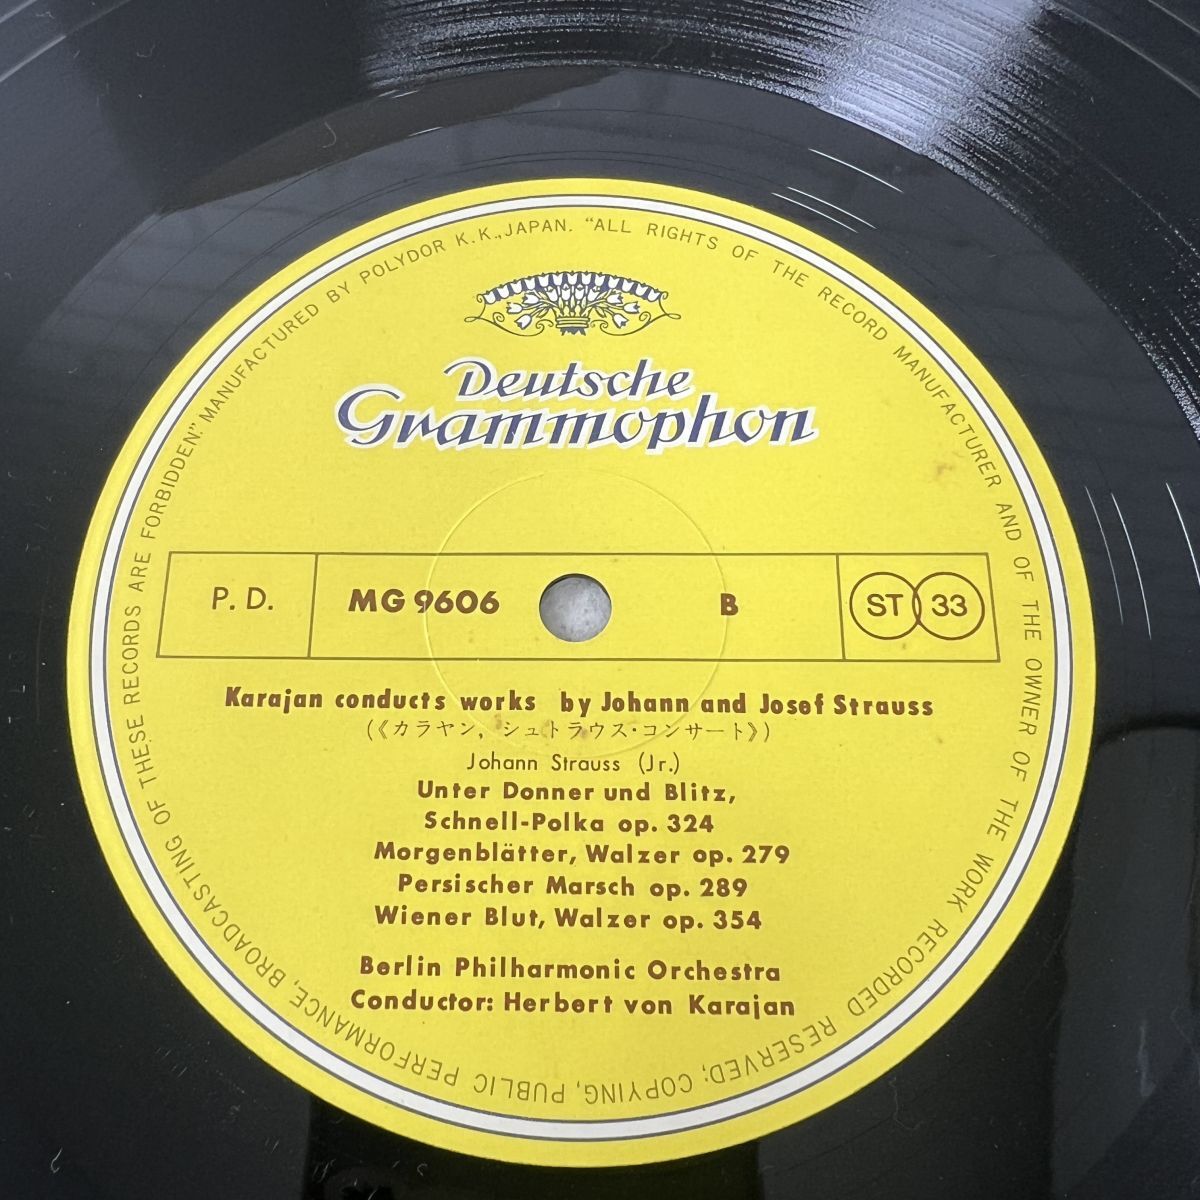 MANUFACTURED BY POLYDOR K.K., JAPAN. "ALL RIGHTS OF THE RECORD MANUFACTURER AND OF THE OWNER OF THE WORK RECORDED RESERVED; COPYING, PUBLIC PERFORMANCE, BROADCASTING OF THESE RECORDS ARE FORBIDDEN."
Deutsche
Grammophon
P. D. MG 9606 B ST 33
Karajan conducts works by Johann and Josef Strauss
(《カラヤン, シュトラウス・コンサート》)
Johann Strauss (Jr.)
Unter Donner und Blitz,
Schnell-Polka op. 324
Morgenblätter, Walzer op. 279
Persischer Marsch op. 289
Wiener Blut, Walzer op. 354
Berlin Philharmonic Orchestra
Conductor: Herbert von Karajan